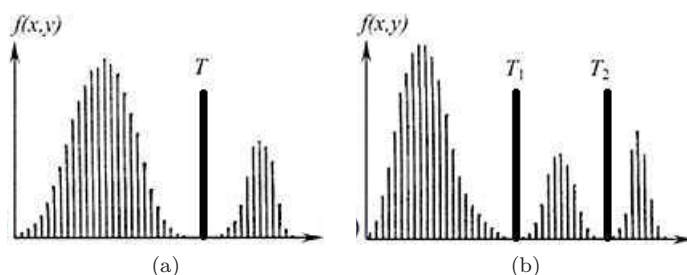 f(x,y)
T
(a)
f(x,y)
T₁
T₂
(b)